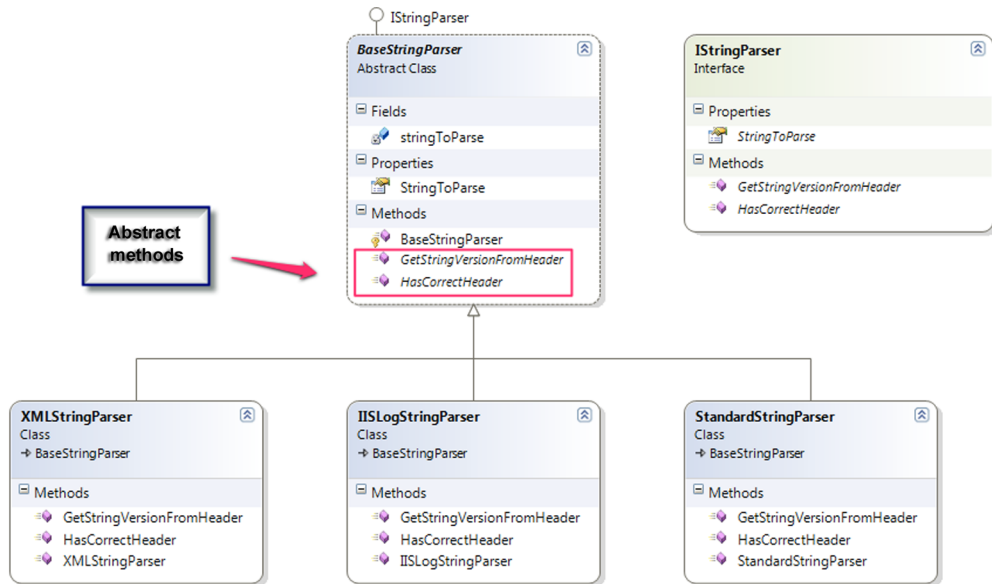 IStringParser
BaseStringParser
Abstract Class
Fields
stringToParse
Properties
StringToParse
Methods
BaseStringParser
GetStringVersionFromHeader
HasCorrectHeader
IStringParser
Interface
Properties
StringToParse
Methods
GetStringVersionFromHeader
HasCorrectHeader
Abstract
methods
XMLStringParser
Class
BaseStringParser
Methods
GetStringVersionFromHeader
HasCorrectHeader
XMLStringParser
IISLogStringParser
Class
BaseStringParser
Methods
GetStringVersionFromHeader
HasCorrectHeader
IISLogStringParser
StandardStringParser
Class
BaseStringParser
Methods
GetStringVersionFromHeader
HasCorrectHeader
StandardStringParser